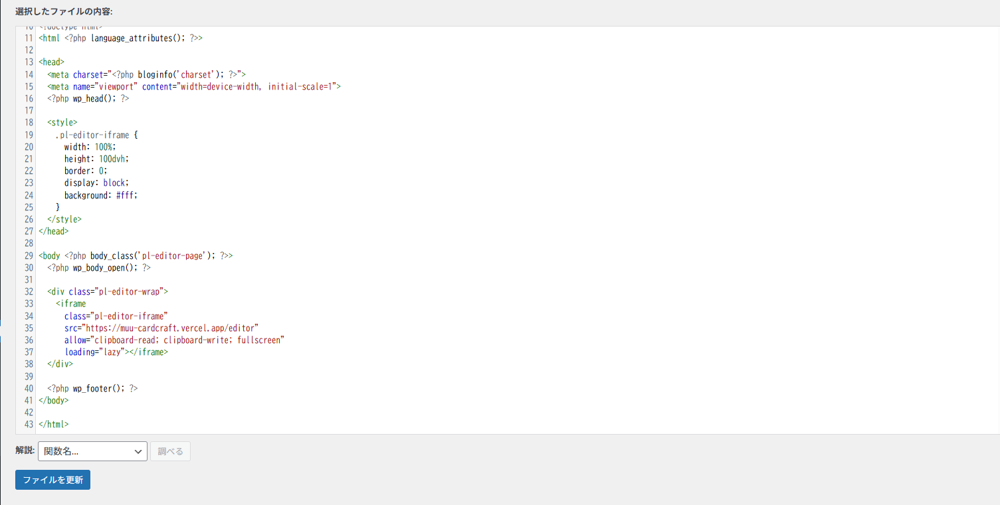 選択したファイルの内容:
10 <!doctype html>
11 <html <?php language_attributes(); ?>>
12
13 <head>
14 <meta charset="<?php bloginfo('charset'); ?>">
15 <meta name="viewport" content="width=device-width, initial-scale=1">
16 <?php wp_head(); ?>
17
18 <style>
19 .pl-editor-iframe {
20 width: 100%;
21 height: 100dvh;
22 border: 0;
23 display: block;
24 background: #fff;
25 }
26 </style>
27 </head>
28
29 <body <?php body_class('pl-editor-page'); ?>>
30 <?php wp_body_open(); ?>
31
32 <div class="pl-editor-wrap">
33 <iframe
34 class="pl-editor-iframe"
35 src="https://muu-cardcraft.vercel.app/editor"
36 allow="clipboard-read; clipboard-write; fullscreen"
37 loading="lazy"></iframe>
38 </div>
39
40 <?php wp_footer(); ?>
41 </body>
42
43 </html>
解説: 関数名... 調べる
ファイルを更新